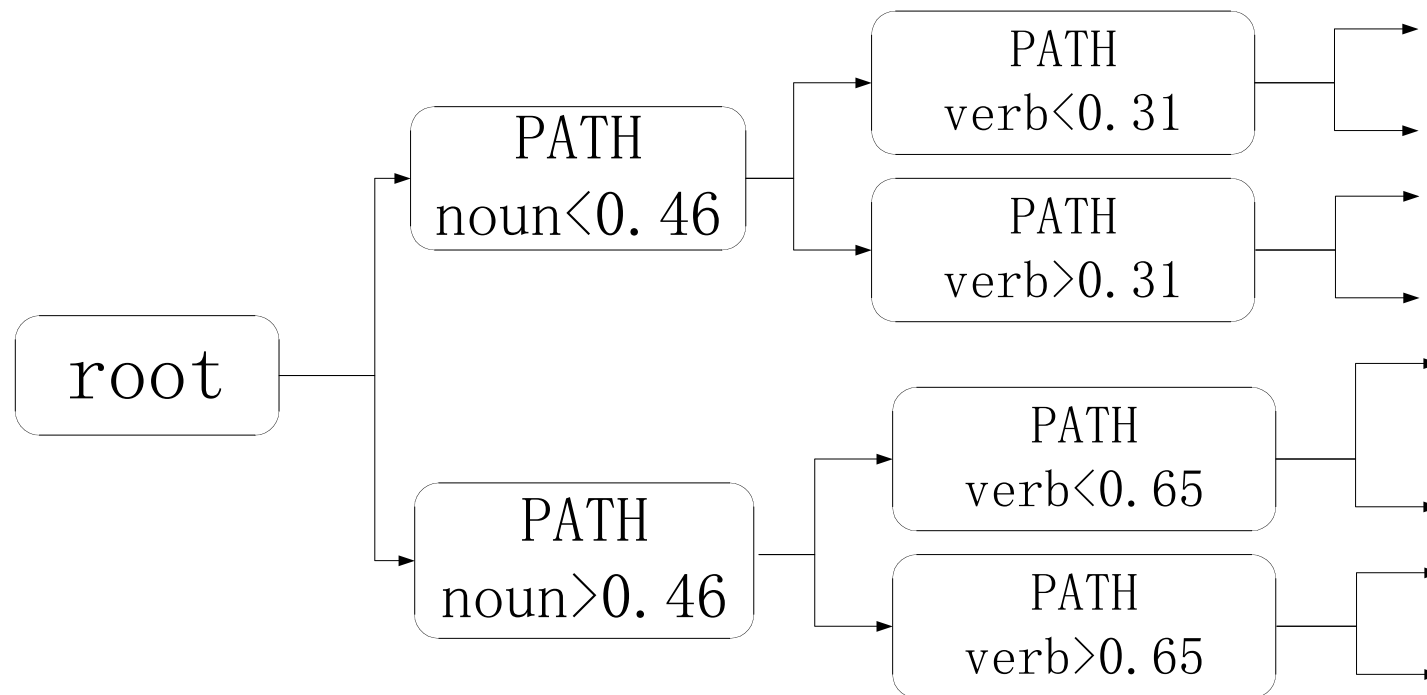 root
PATH
noun<0.46
PATH
noun>0.46
PATH
verb<0.31
PATH
verb>0.31
PATH
verb<0.65
PATH
verb>0.65